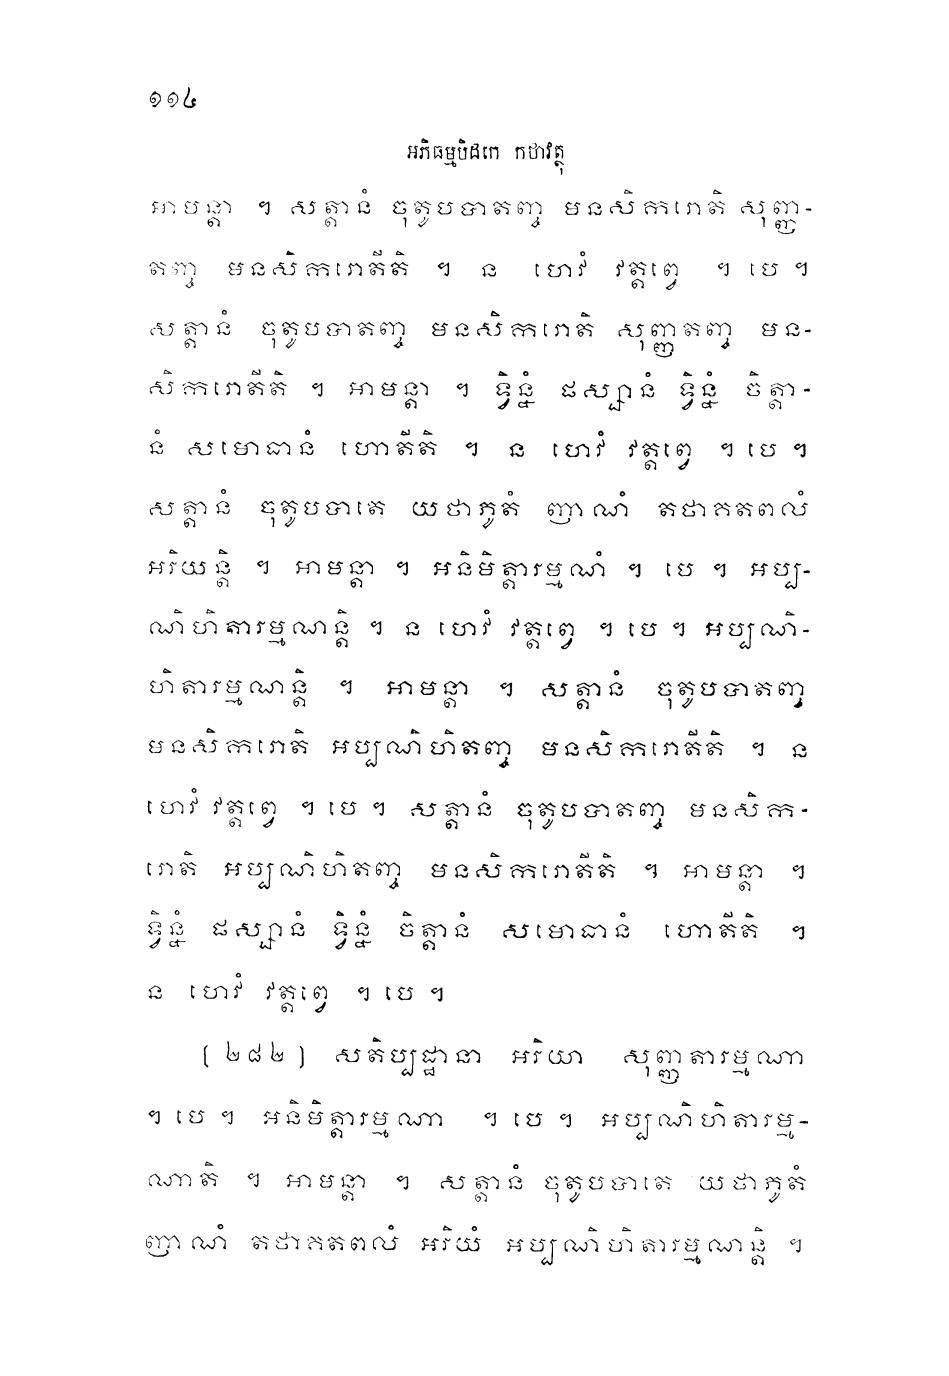 ១១៤
អភិធម្មបិដកេ កថាវត្ថុ
អាមន្តា ។ សត្តានំ ចុតូបបាតញ្ច មនសិករោតិ សុញ្ញ-
តញ្ច មនសិករោតីតិ ។ ន ហេវំ វត្តព្វេ ។ បេ ។
សត្តានំ ចុតូបបាតញ្ច មនសិករោតិ សុញ្ញតញ្ច មន-
សិករោតីតិ ។ អាមន្តា ។ ទ្វិន្នំ ផស្សានំ ទ្វិន្នំ ចិត្តា-
នំ សមោធានំ ហោតីតិ ។ ន ហេវំ វត្តព្វេ ។ បេ ។
សត្តានំ ចុតូបបាតេ យថាភូតំ ញាណំ តថាគតពលំ
អរិយន្តិ ។ អាមន្តា ។ អនិមិត្តារម្មណំ ។ បេ ។ អប្ប-
ណិហិតារម្មណន្តិ ។ ន ហេវំ វត្តព្វេ ។ បេ ។ អប្បណិ-
ហិតារម្មណន្តិ ។ អាមន្តា ។ សត្តានំ ចុតូបបាតញ្ច
មនសិករោតិ អប្បណិហិតញ្ច មនសិករោតីតិ ។ ន
ហេវំ វត្តព្វេ ។ បេ ។ សត្តានំ ចុតូបបាតញ្ច មនសិក-
រោតិ អប្បណិហិតញ្ច មនសិករោតីតិ ។ អាមន្តា ។
ទ្វិន្នំ ផស្សានំ ទ្វិន្នំ ចិត្តានំ សមោធានំ ហោតីតិ ។
ន ហេវំ វត្តព្វេ ។ បេ ។
(២៨២) សតិប្បដ្ឋានា អរិយា សុញ្ញតារម្មណា
។ បេ ។ អនិមិត្តារម្មណា ។ បេ ។ អប្បណិហិតារម្ម-
ណាតិ ។ អាមន្តា ។ សត្តានំ ចុតូបបាតេ យថាភូតំ
ញាណំ តថាគតពលំ អរិយំ អប្បណិហិតារម្មណន្តិ ។